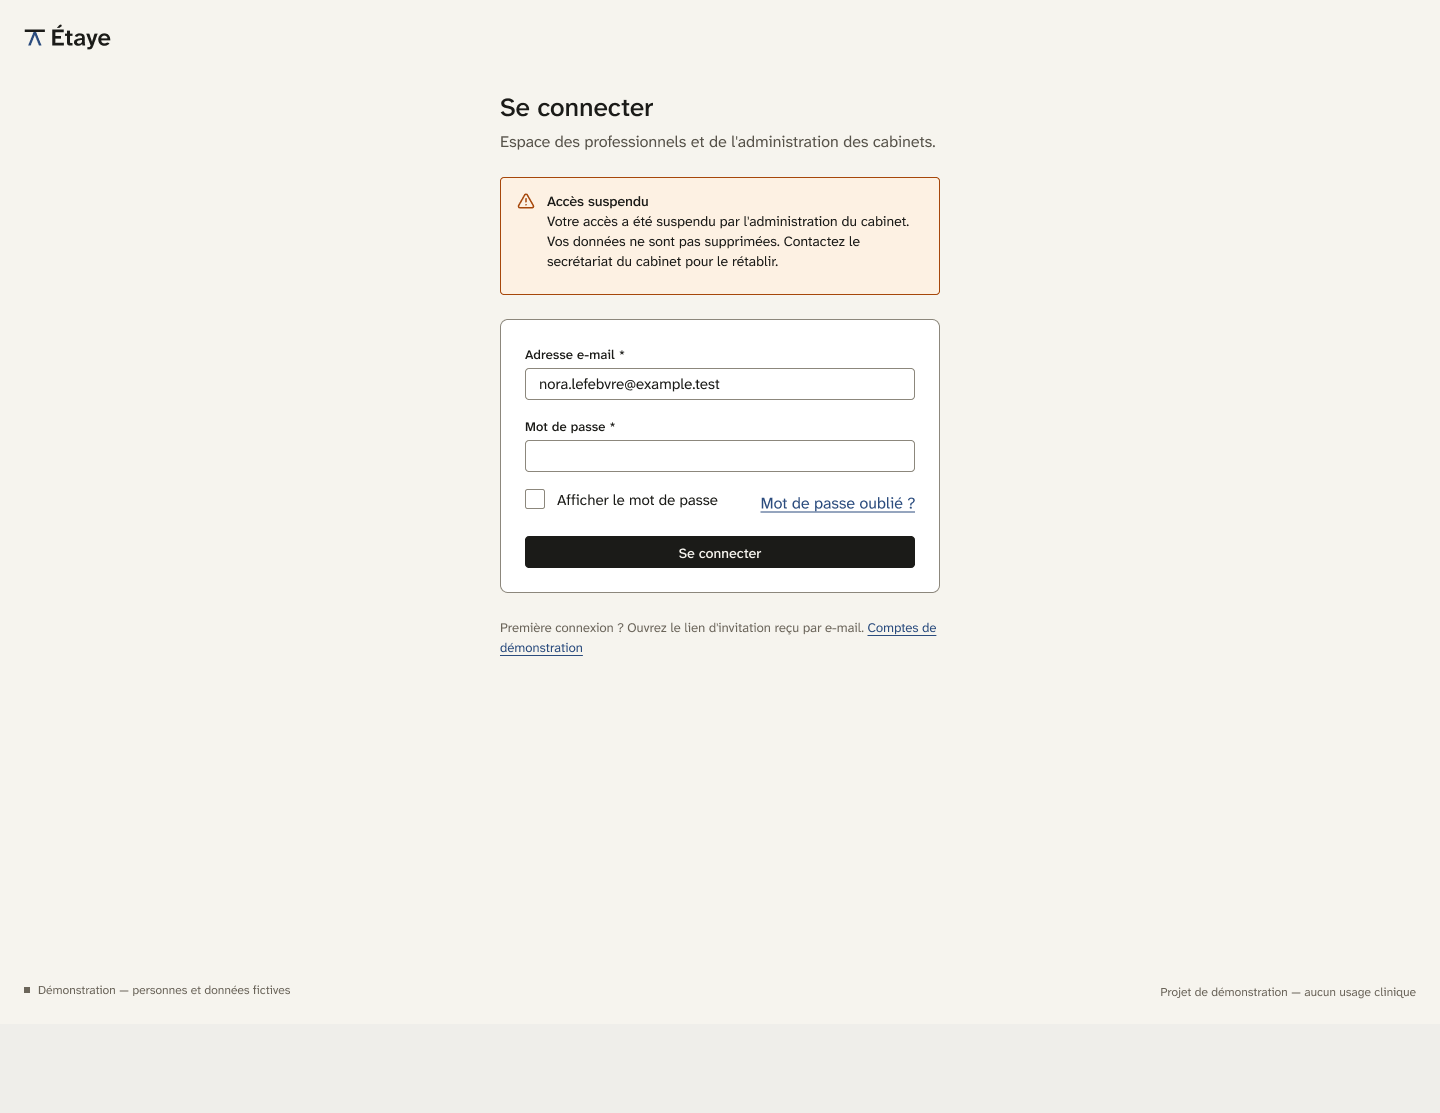 Étaye
Se connecter
Espace des professionnels et de l'administration des cabinets.
Accès suspendu
Votre accès a été suspendu par l'administration du cabinet.
Vos données ne sont pas supprimées. Contactez le
secrétariat du cabinet pour le rétablir.
Adresse e-mail *
nora.lefebvre@example.test
Mot de passe *
Afficher le mot de passe
Mot de passe oublié ?
Se connecter
Première connexion ? Ouvrez le lien d'invitation reçu par e-mail. Comptes de
démonstration
Démonstration — personnes et données fictives
Projet de démonstration — aucun usage clinique